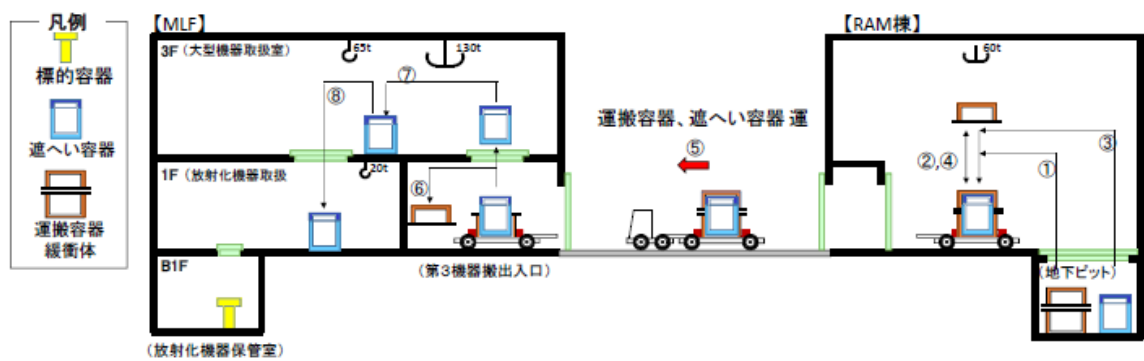 凡例
標的容器
遮へい容器
運搬容器
緩衝体
【MLF】
3F（大型機器取扱室）
65t
130t
⑦
⑧
1F（放射化機器取扱
20t
⑥
B1F
（第3機器搬出入口）
（放射化機器保管室）
運搬容器、遮へい容器 運
⑤
【RAM棟】
60t
②,④
①
③
（地下ピット）